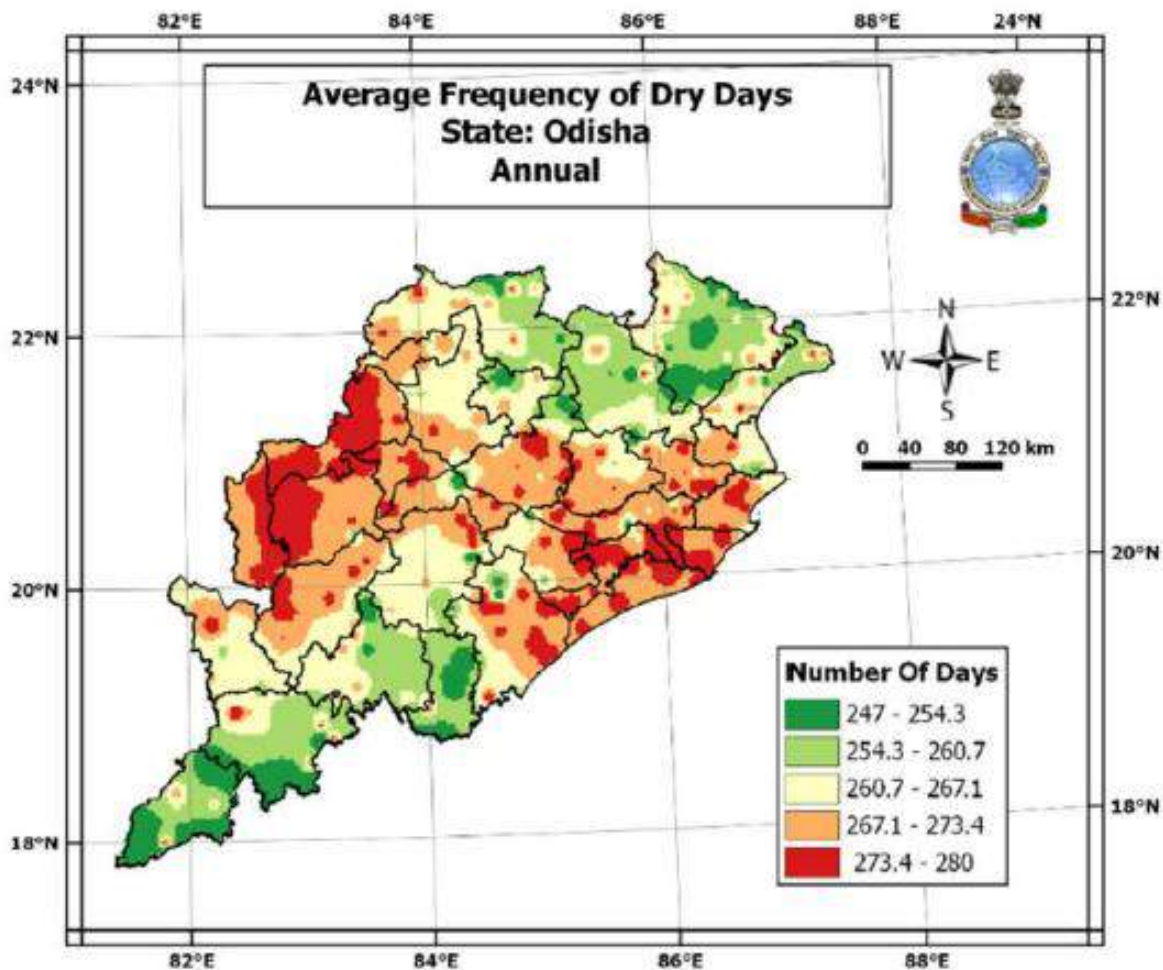 82°E 84°E 86°E 88°E 24°N
24°N
Average Frequency of Dry Days
State: Odisha
Annual
22°N
22°N
N
W E
S
0 40 80 120 km
20°N
20°N
Number Of Days
247 - 254.3
254.3 - 260.7
260.7 - 267.1
267.1 - 273.4
273.4 - 280
18°N
18°N
82°E 84°E 86°E 88°E